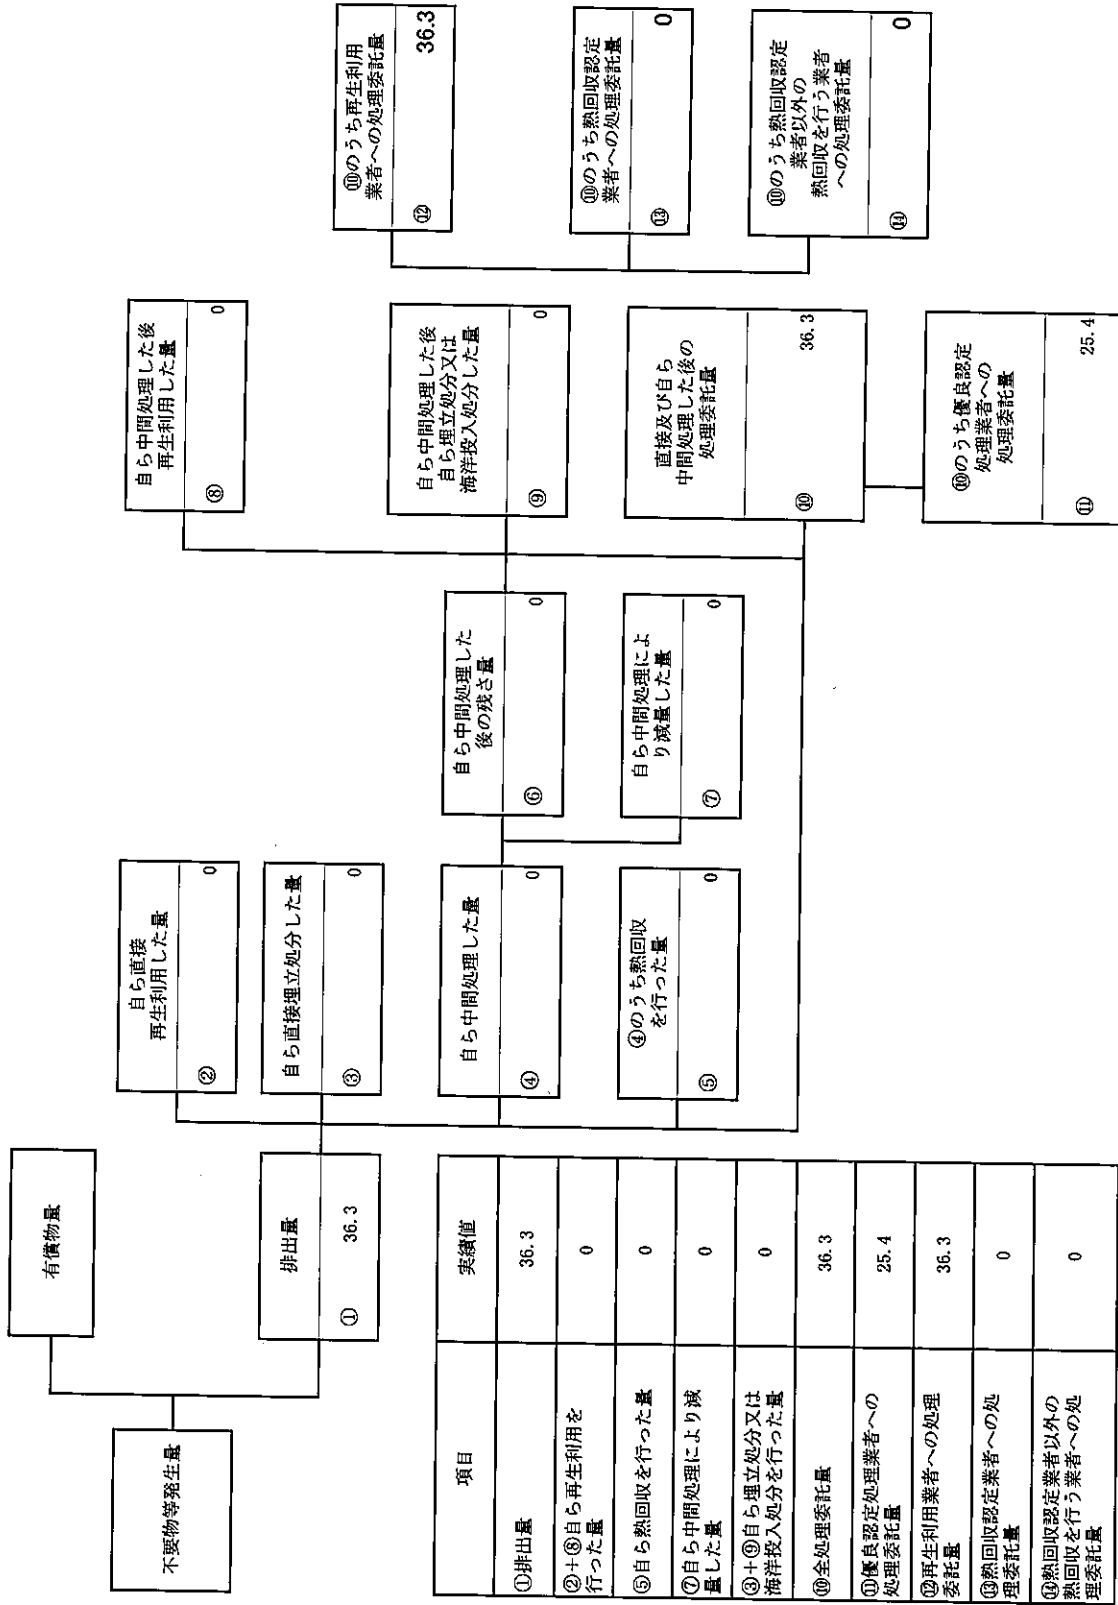 不要物等発生量
有償物量
排出量
① 36.3
自ら直接
再生利用した量
② 0
自ら直接埋立処分した量
③ 0
自ら中間処理した量
④ 0
④のうち熱回収
を行った量
⑤ 0
自ら中間処理した
後の残さ量
⑥ 0
自ら中間処理によ
り減量した量
⑦ 0
自ら中間処理した後
再生利用した量
⑧ 0
自ら中間処理した後
自ら埋立処分又は
海洋投入処分した量
⑨ 0
直接及び自ら
中間処理した後の
処理委託量
⑩ 36.3
⑩のうち優良認定
処理業者への
処理委託量
⑪ 25.4
⑩のうち再生利用
業者への処理委託量
⑫ 36.3
⑩のうち熱回収認定
業者への処理委託量
⑬ 0
⑩のうち熱回収認定
業者以外の
熱回収を行う業者
への処理委託量
⑭ 0
項目 実績値
①排出量 36.3
②+⑧自ら再生利用を
行った量 0
⑤自ら熱回収を行った量 0
⑦自ら中間処理により減
量した量 0
③+⑨自ら埋立処分又は
海洋投入処分を行った量 0
⑩全処理委託量 36.3
⑪優良認定処理業者への
処理委託量 25.4
⑫再生利用業者への処理
委託量 36.3
⑬熱回収認定業者への処
理委託量 0
⑭熱回収認定業者以外の
熱回収を行う業者への処
理委託量 0